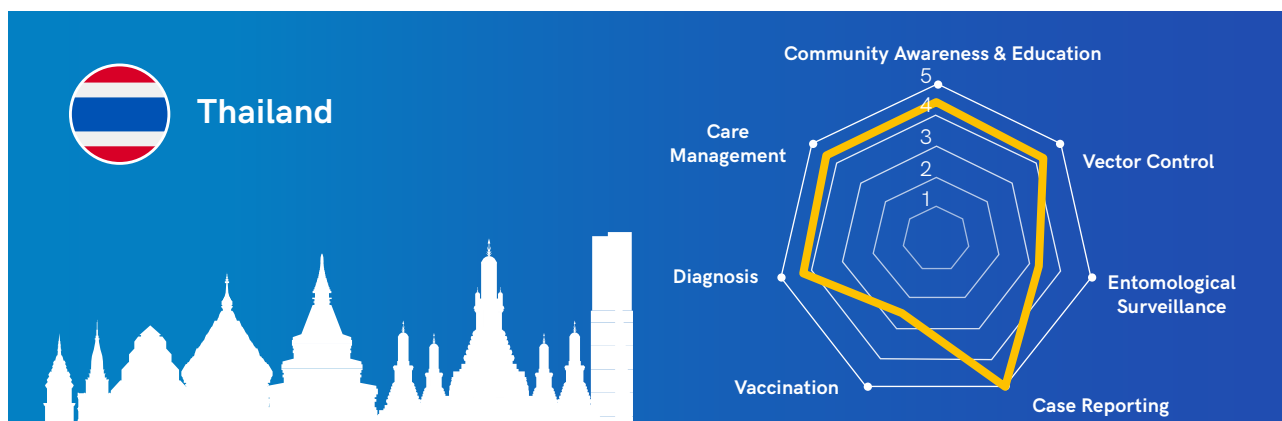 Thailand
Community Awareness & Education
5
4
3
2
1
Care
Management
Vector Control
Diagnosis
Entomological
Surveillance
Vaccination
Case Reporting